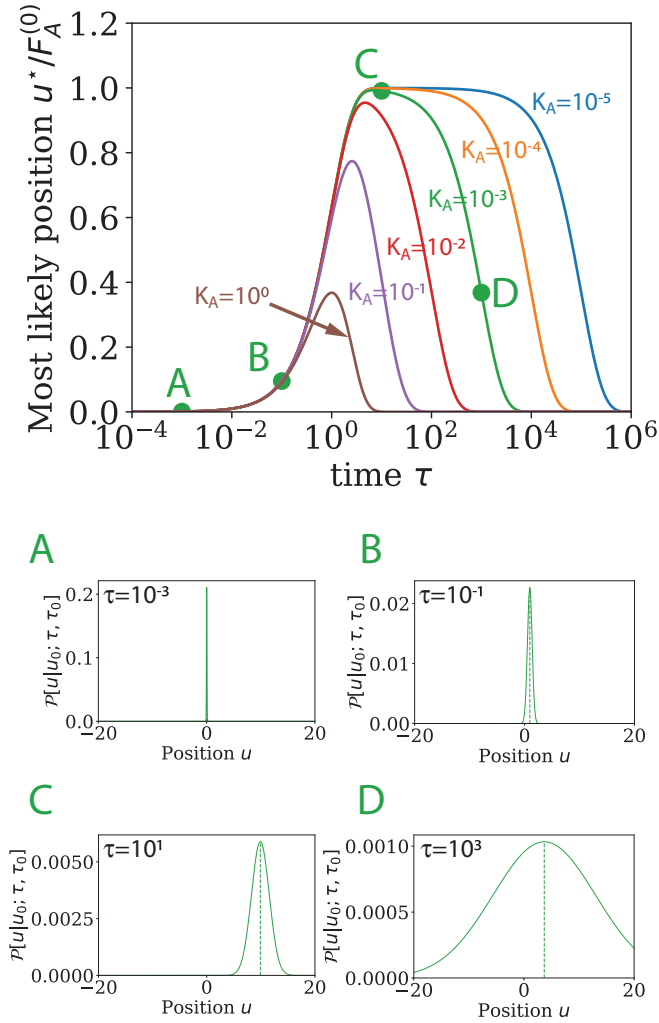 Most likely position u*/F_A^(0)
1.2
1.0
0.8
0.6
0.4
0.2
0.0
C
K_A=10^-5
K_A=10^-4
K_A=10^-3
K_A=10^-2
K_A=10^0
K_A=10^-1
D
B
A
10^-4
10^-2
10^0
10^2
10^4
10^6
time τ
A
τ=10^-3
𝒫[u|u_0; τ, τ_0]
0.2
0.1
0.0
−20
0
20
Position u
B
τ=10^-1
𝒫[u|u_0; τ, τ_0]
0.02
0.01
0.00
−20
0
20
Position u
C
τ=10^1
𝒫[u|u_0; τ, τ_0]
0.0050
0.0025
0.0000
−20
0
20
Position u
D
τ=10^3
𝒫[u|u_0; τ, τ_0]
0.0010
0.0005
0.0000
−20
0
20
Position u